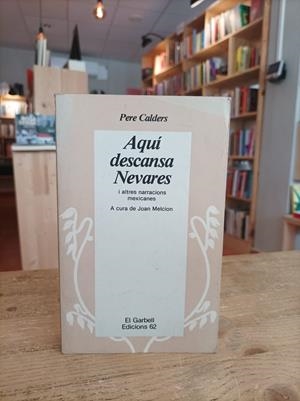 Pere Calders
Aquí
descansa
Nevares
i altres narracions
mexicanes
A cura de Joan Melcion
El Garbell
Edicions 62